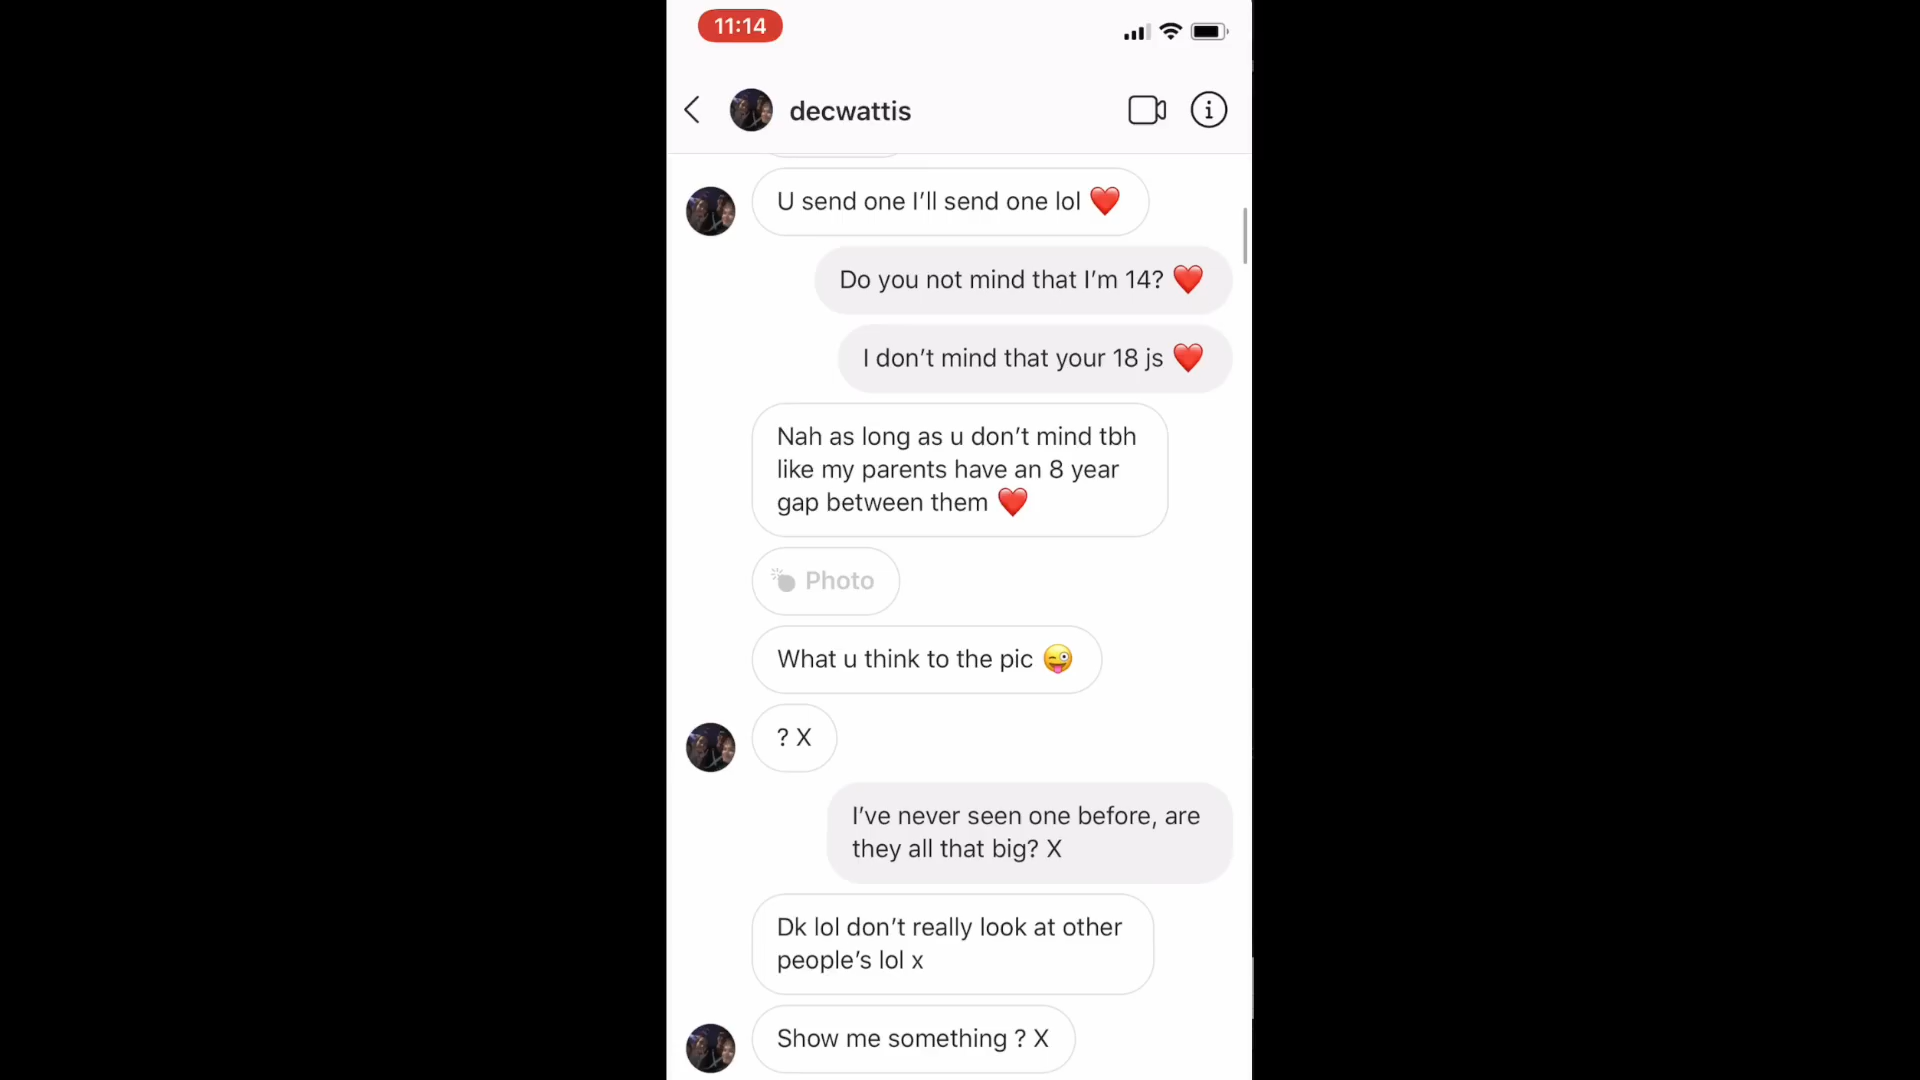 11:14
decwattis
U send one I'll send one lol ❤️
Do you not mind that I'm 14? ❤️
I don't mind that your 18 js ❤️
Nah as long as u don't mind tbh
like my parents have an 8 year
gap between them ❤️
Photo
What u think to the pic 😜
? X
I've never seen one before, are
they all that big? X
Dk lol don't really look at other
people's lol x
Show me something ? X